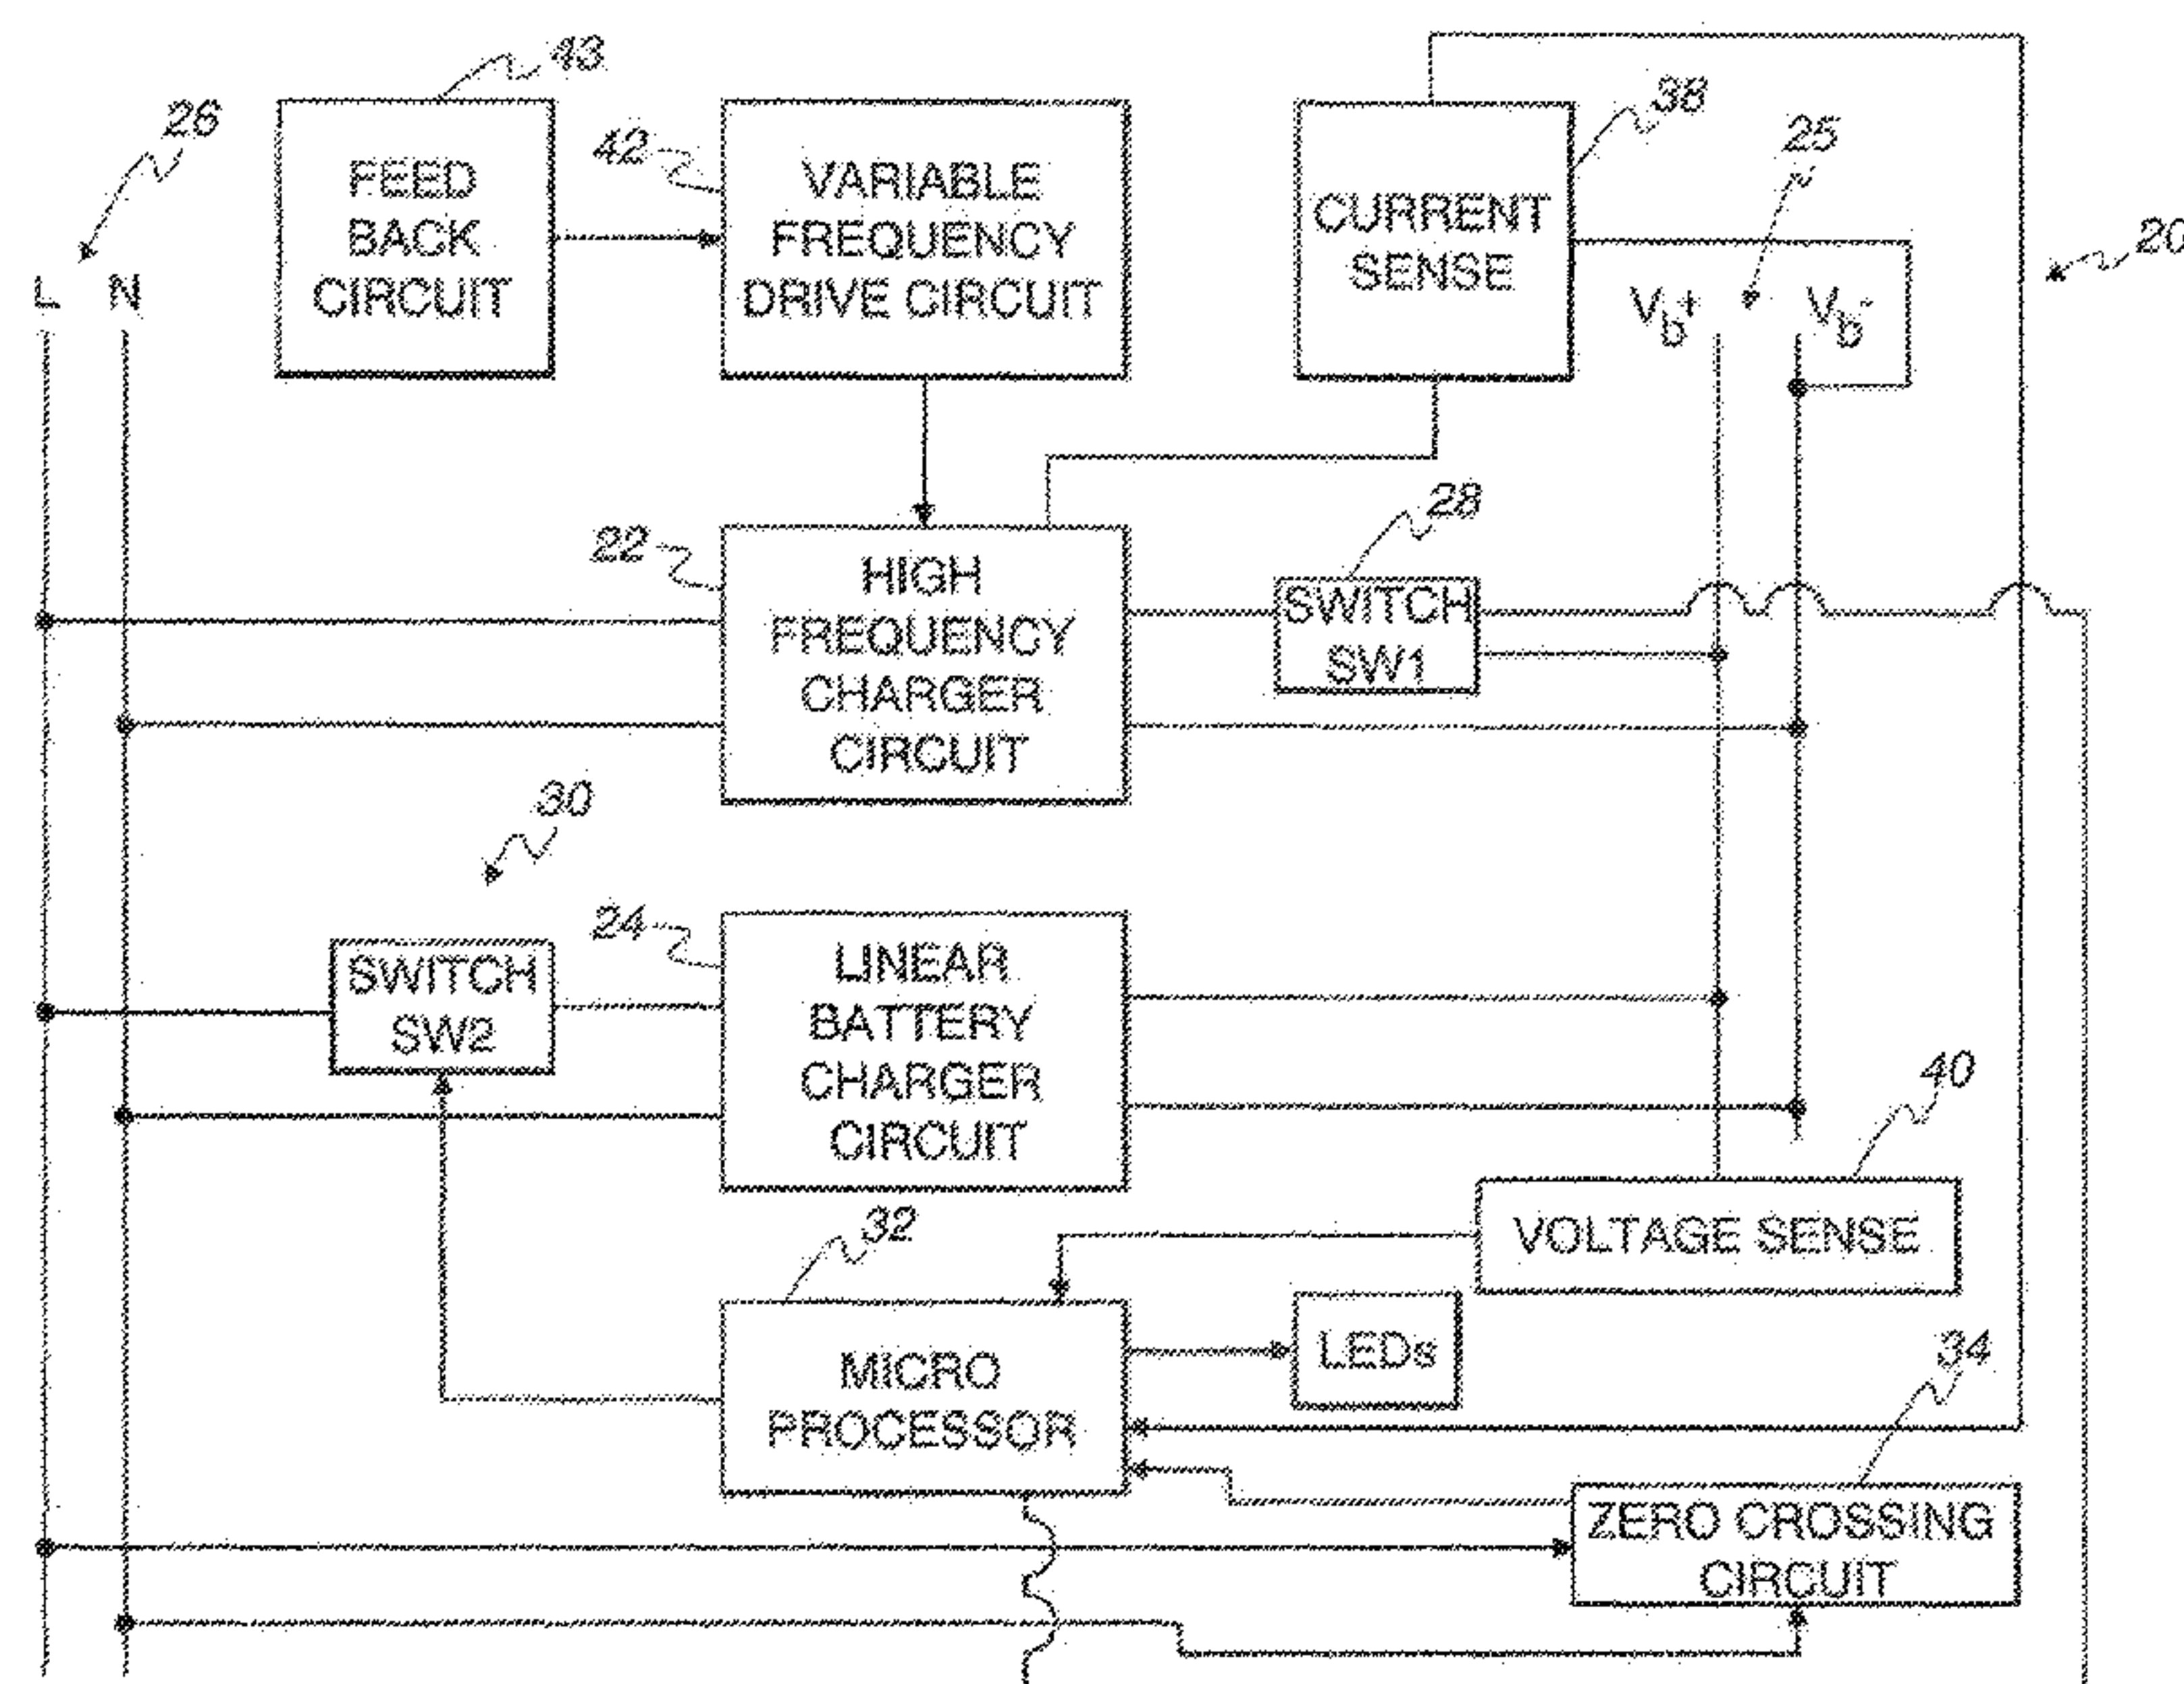 43
26
FEED
BACK
CIRCUIT
42
VARIABLE
FREQUENCY
DRIVE CIRCUIT
CURRENT
SENSE
38
25
20
L
N
Vb+
Vb-
22
HIGH
FREQUENCY
CHARGER
CIRCUIT
28
SWITCH
SW1
30
24
SWITCH
SW2
LINEAR
BATTERY
CHARGER
CIRCUIT
40
VOLTAGE SENSE
32
MICRO
PROCESSOR
LEDs
34
ZERO CROSSING
CIRCUIT